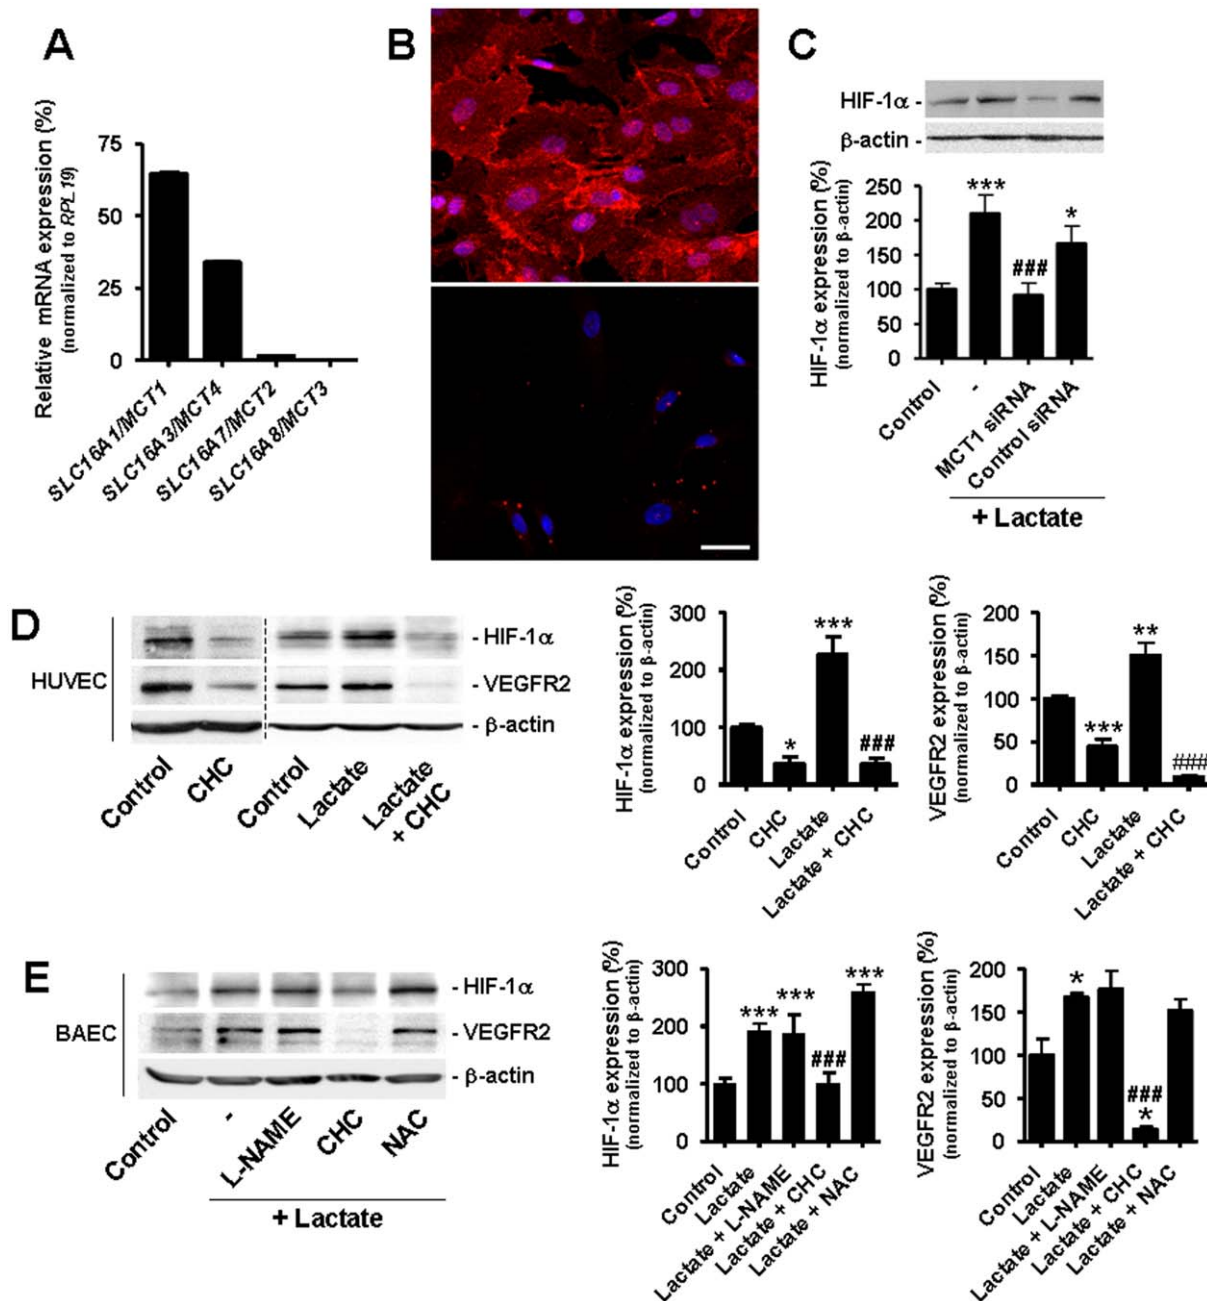 A
Relative mRNA expression (%)
(normalized to RPL19)
75
50
25
0
SLC16A1/MCT1
SLC16A3/MCT4
SLC16A7/MCT2
SLC16A8/MCT3
B
C
HIF-1α -
β-actin -
HIF-1α expression (%)
(normalized to β-actin)
250
200
150
100
50
0
***
###
*
Control
-
MCT1 siRNA
Control siRNA
+ Lactate
D
HUVEC
- HIF-1α
- VEGFR2
- β-actin
Control
CHC
Control
Lactate
Lactate
+ CHC
HIF-1α expression (%)
(normalized to β-actin)
300
200
100
0
*
***
###
Control
CHC
Lactate
Lactate + CHC
VEGFR2 expression (%)
(normalized to β-actin)
200
150
100
50
0
***
**
###
Control
CHC
Lactate
Lactate + CHC
E
BAEC
- HIF-1α
- VEGFR2
- β-actin
Control
-
L-NAME
CHC
NAC
+ Lactate
HIF-1α expression (%)
(normalized to β-actin)
300
200
100
0
***
***
###
***
Control
Lactate
Lactate + L-NAME
Lactate + CHC
Lactate + NAC
VEGFR2 expression (%)
(normalized to β-actin)
200
150
100
50
0
*
###
*
Control
Lactate
Lactate + L-NAME
Lactate + CHC
Lactate + NAC